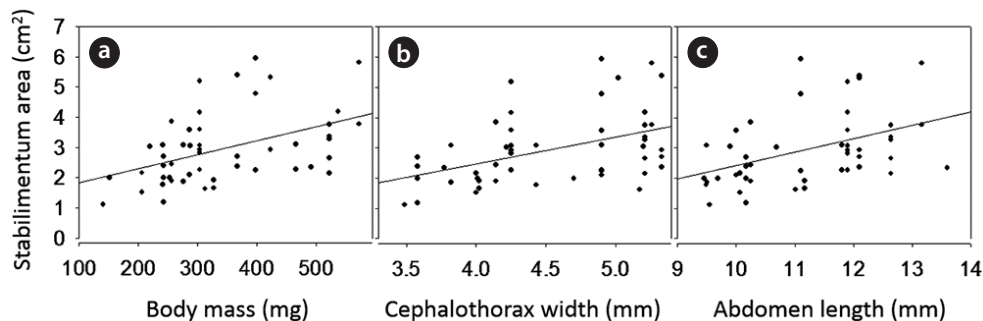 Stabilimentum area (cm²)
7
6
5
4
3
2
1
0
a
b
c
100 200 300 400 500
3.5 4.0 4.5 5.0
9 10 11 12 13 14
Body mass (mg)
Cephalothorax width (mm)
Abdomen length (mm)